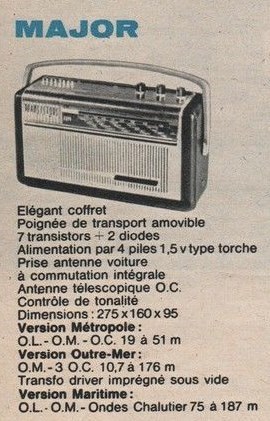 MAJOR
Elégant coffret
Poignée de transport amovible
7 transistors + 2 diodes
Alimentation par 4 piles 1,5 v type torche
Prise antenne voiture
à commutation intégrale
Antenne télescopique O.C.
Contrôle de tonalité
Dimensions : 275 x 160 x 95
Version Métropole :
O.L. - O.M. - O.C. 19 à 51 m
Version Outre-Mer :
O.M. - 3 O.C. 10,7 à 176 m
Transfo driver imprégné sous vide
Version Maritime :
O.L. - O.M. - Ondes Chalutier 75 à 187 m